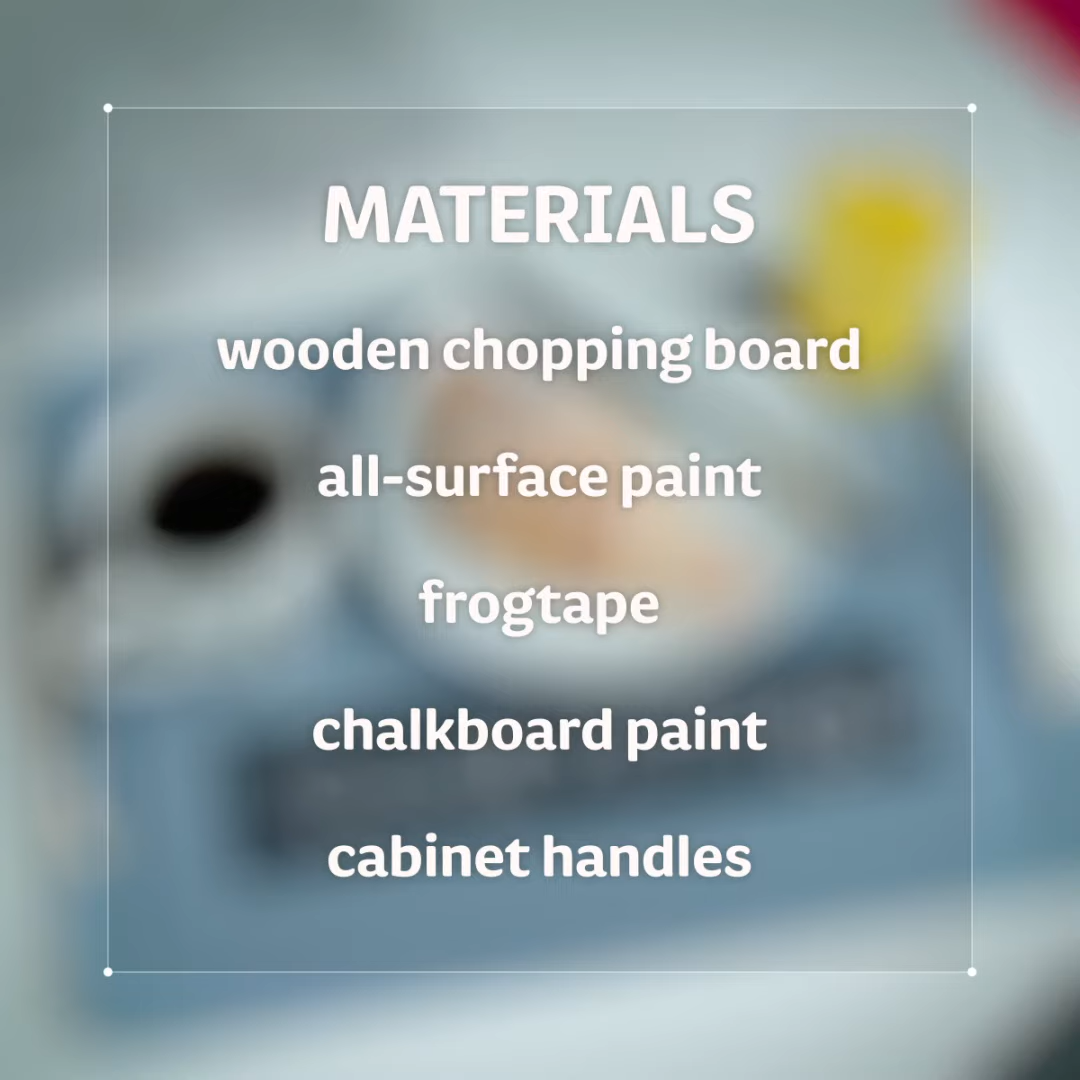 MATERIALS
wooden chopping board
all-surface paint
frogtape
chalkboard paint
cabinet handles